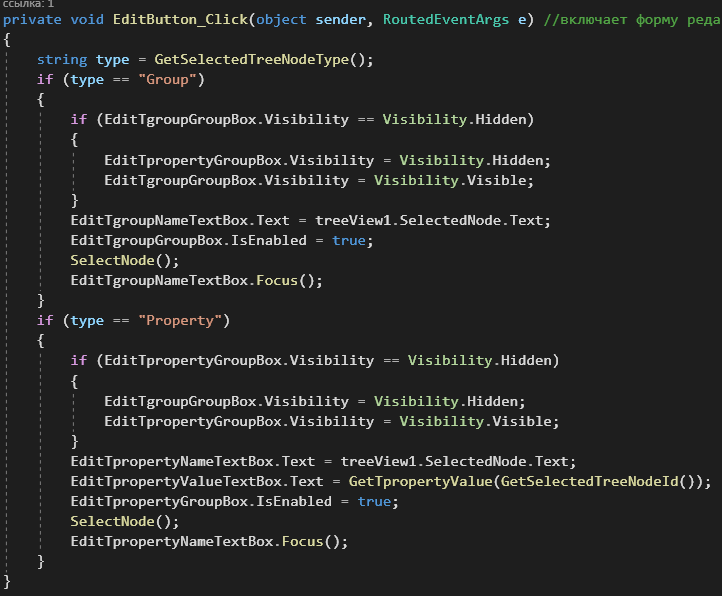 ссылка: 1
private void EditButton_Click(object sender, RoutedEventArgs e) //включает форму реда
{
    string type = GetSelectedTreeNodeType();
    if (type == "Group")
    {
        if (EditTgroupGroupBox.Visibility == Visibility.Hidden)
        {
            EditTpropertyGroupBox.Visibility = Visibility.Hidden;
            EditTgroupGroupBox.Visibility = Visibility.Visible;
        }
        EditTgroupNameTextBox.Text = treeView1.SelectedNode.Text;
        EditTgroupGroupBox.IsEnabled = true;
        SelectNode();
        EditTgroupNameTextBox.Focus();
    }
    if (type == "Property")
    {
        if (EditTpropertyGroupBox.Visibility == Visibility.Hidden)
        {
            EditTgroupGroupBox.Visibility = Visibility.Hidden;
            EditTpropertyGroupBox.Visibility = Visibility.Visible;
        }
        EditTpropertyNameTextBox.Text = treeView1.SelectedNode.Text;
        EditTpropertyValueTextBox.Text = GetTpropertyValue(GetSelectedTreeNodeId());
        EditTpropertyGroupBox.IsEnabled = true;
        SelectNode();
        EditTpropertyNameTextBox.Focus();
    }
}